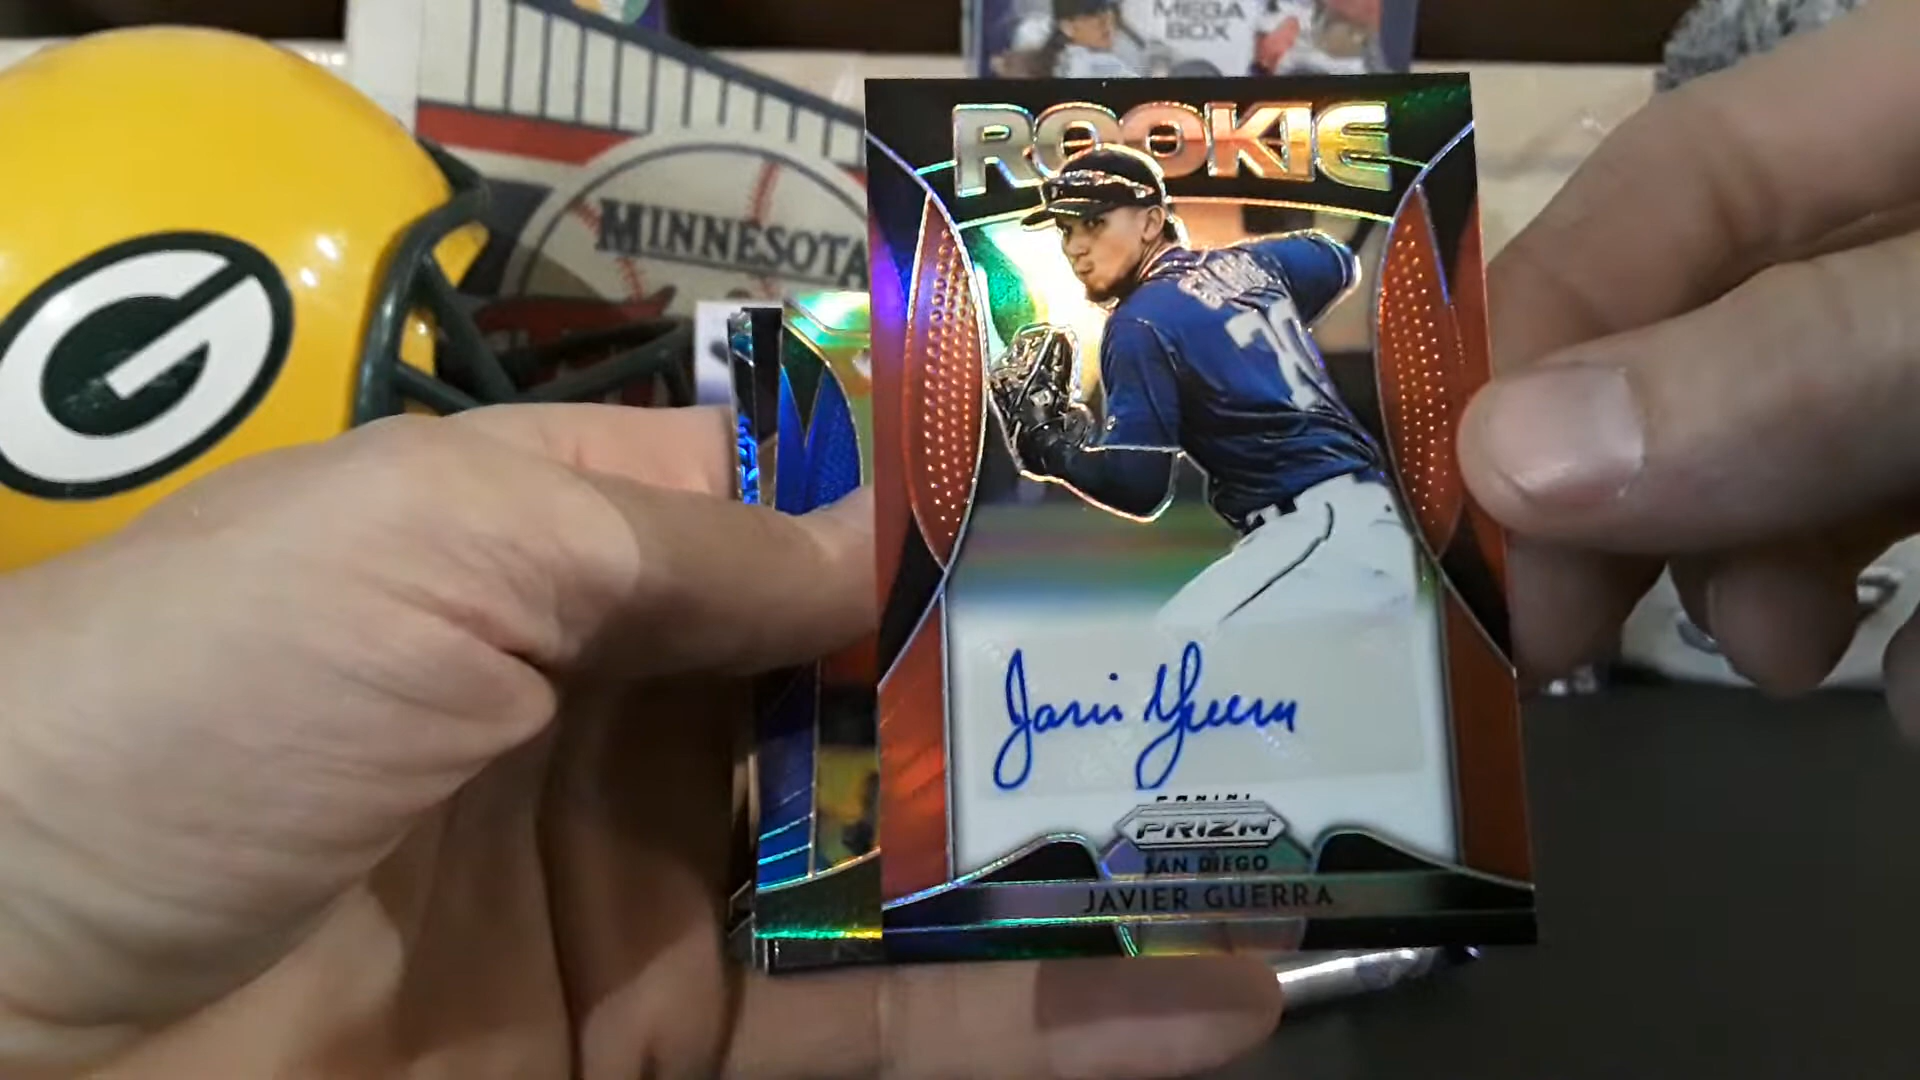 MEGA
BOX
ROOKIE
G
MINNESOTA
Javi Guerra
PANINI
PRIZM
SAN DIEGO
JAVIER GUERRA